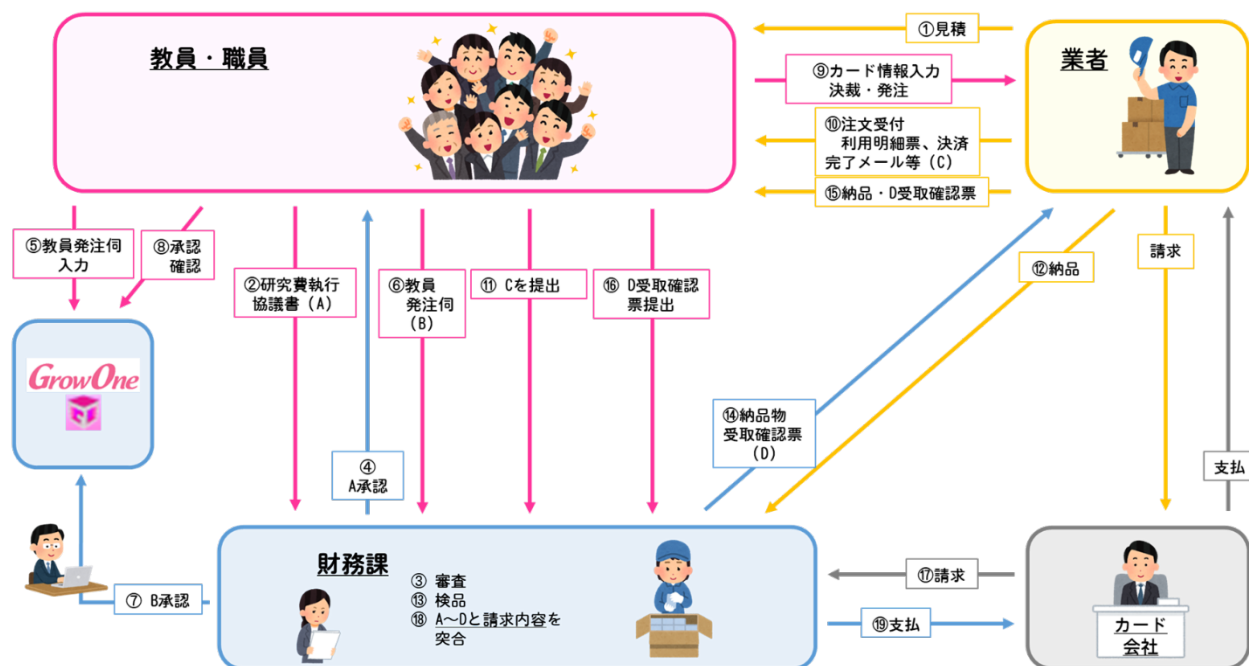 教員・職員
①見積
業者
⑨カード情報入力
決裁・発注
⑩注文受付
利用明細票、決済
完了メール等(C)
⑮納品・D受取確認票
⑤教員発注伺
入力
⑧承認
確認
②研究費執行
協議書(A)
⑥教員
発注伺
(B)
⑪ Cを提出
⑯ D受取確認
票提出
⑫納品
請求
GrowOne
④
A承認
⑭納品物
受取確認票
(D)
支払
財務課
③ 審査
⑬ 検品
⑱ A～Dと請求内容を
突合
⑦ B承認
⑰請求
⑲支払
カード
会社